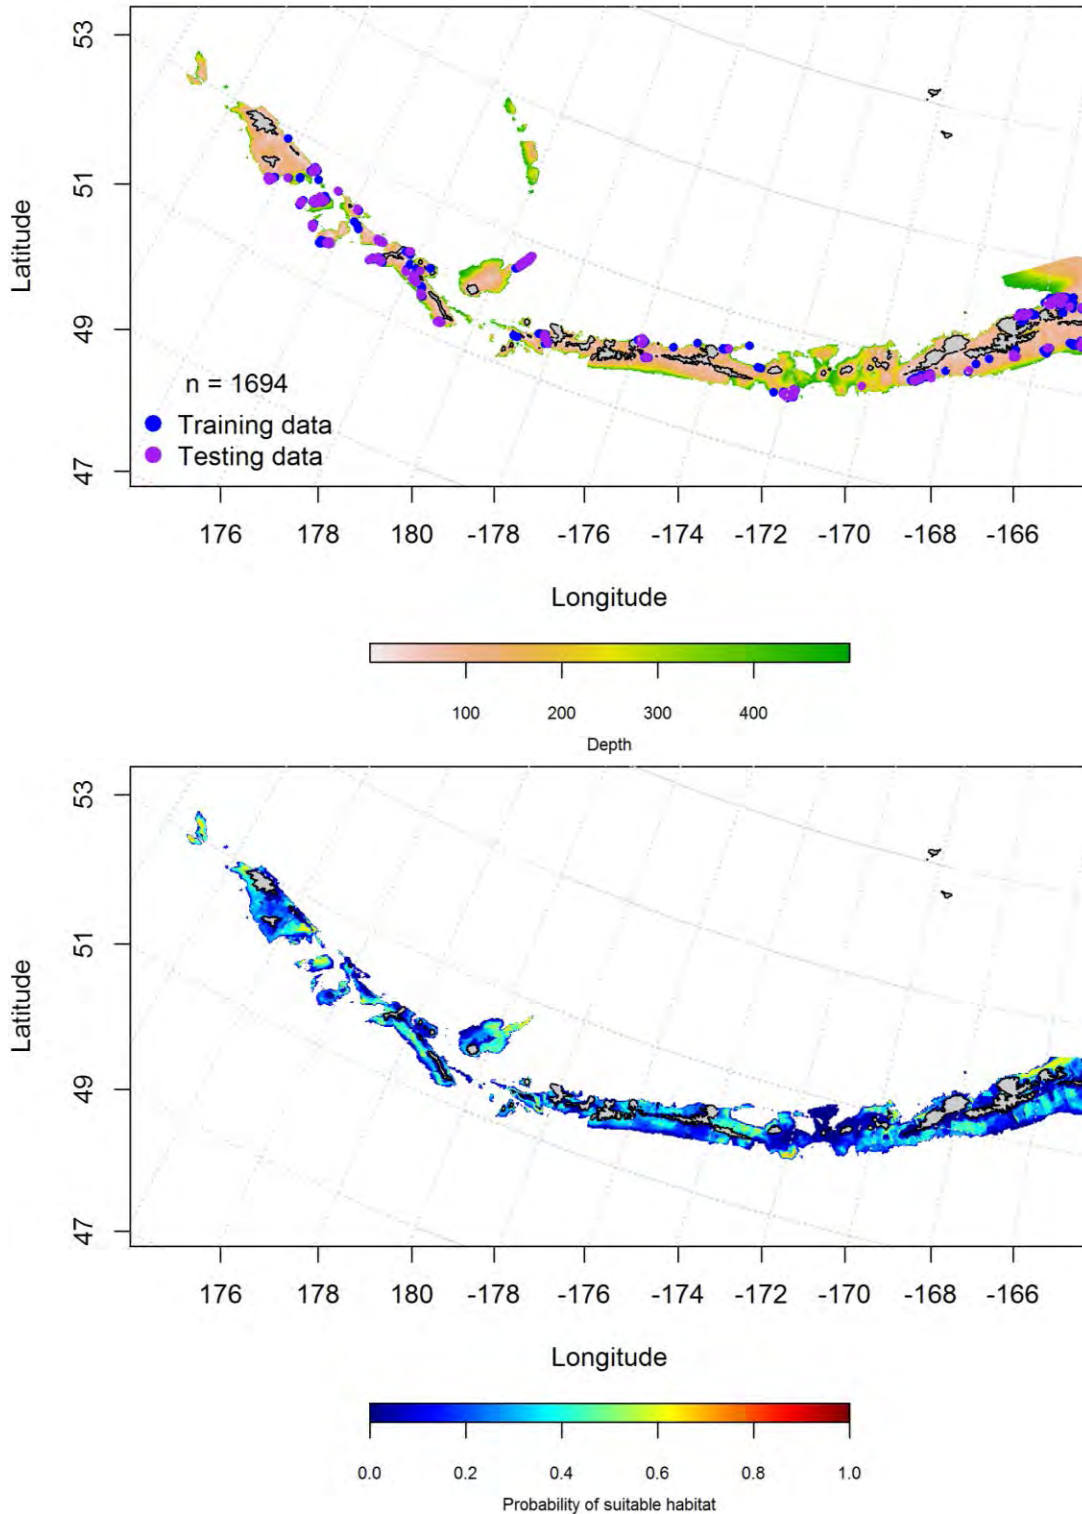 53
51
49
47
Latitude
n = 1694
Training data
Testing data
176 178 180 -178 -176 -174 -172 -170 -168 -166
Longitude
100 200 300 400
Depth
53
51
49
47
Latitude
176 178 180 -178 -176 -174 -172 -170 -168 -166
Longitude
0.0 0.2 0.4 0.6 0.8 1.0
Probability of suitable habitat